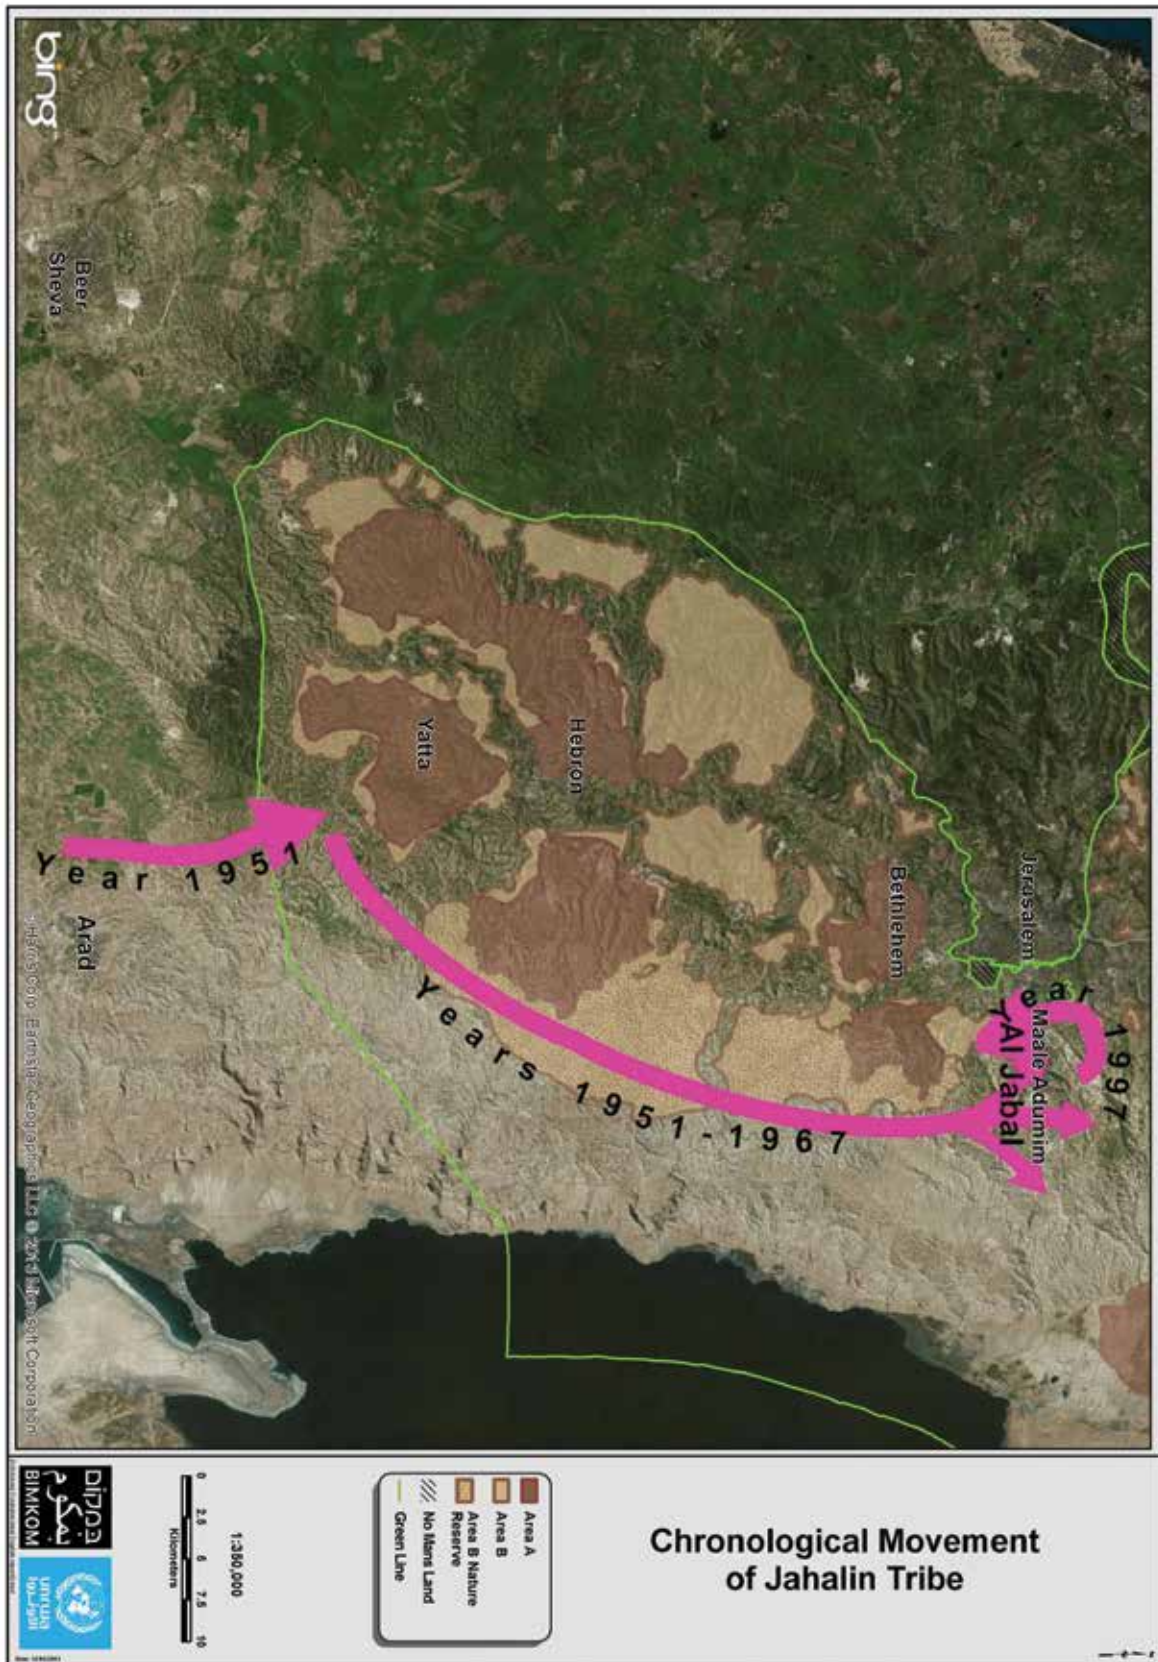 Chronological Movement
of Jahalin Tribe
bing
Beer
Sheva
Yatta
Hebron
Bethlehem
Jerusalem
Maale Adumim
Al Jabal
Arad
Year 1951
Years 1951-1967
Year 1997
Area A
Area B
Area B Nature
Reserve
No Mans Land
Green Line
1:350,000
0 2.5 5 7.5 10
Kilometers
במקום
بمكوم
BIMKOM
unrwa
الأونروا